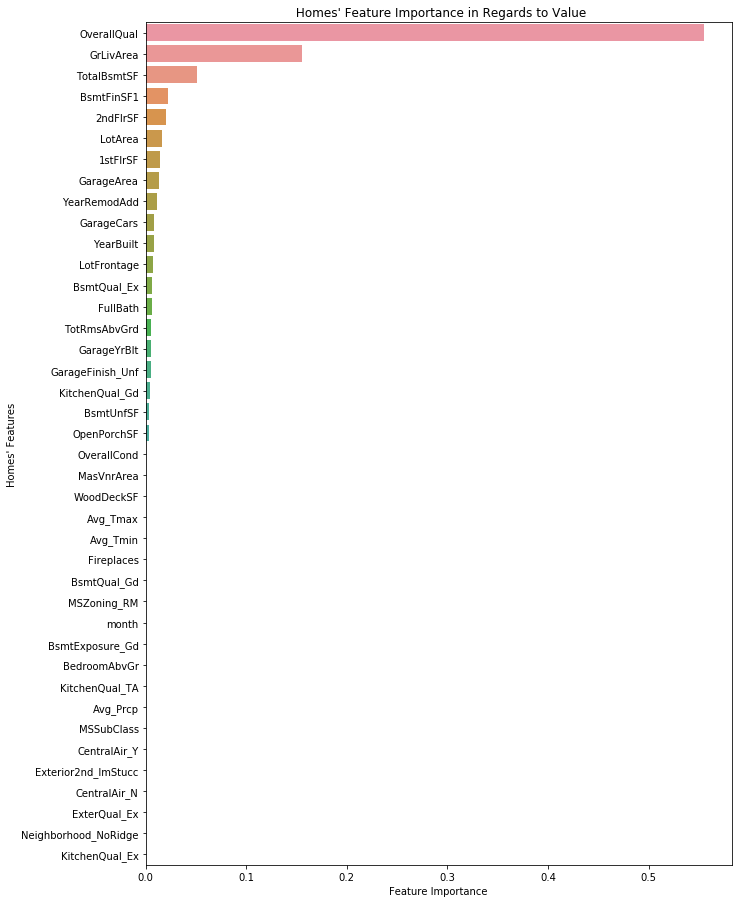 Homes' Feature Importance in Regards to Value
Homes' Features
OverallQual
GrLivArea
TotalBsmtSF
BsmtFinSF1
2ndFlrSF
LotArea
1stFlrSF
GarageArea
YearRemodAdd
GarageCars
YearBuilt
LotFrontage
BsmtQual_Ex
FullBath
TotRmsAbvGrd
GarageYrBlt
GarageFinish_Unf
KitchenQual_Gd
BsmtUnfSF
OpenPorchSF
OverallCond
MasVnrArea
WoodDeckSF
Avg_Tmax
Avg_Tmin
Fireplaces
BsmtQual_Gd
MSZoning_RM
month
BsmtExposure_Gd
BedroomAbvGr
KitchenQual_TA
Avg_Prcp
MSSubClass
CentralAir_Y
Exterior2nd_ImStucc
CentralAir_N
ExterQual_Ex
Neighborhood_NoRidge
KitchenQual_Ex
0.0 0.1 0.2 0.3 0.4 0.5
Feature Importance